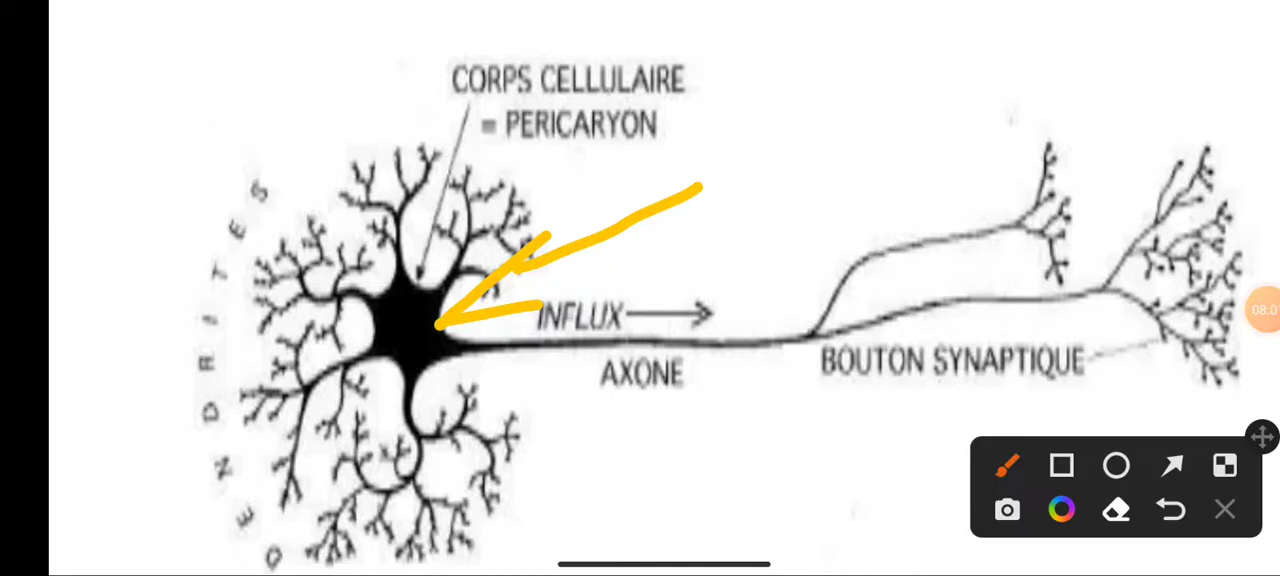 CORPS CELLULAIRE
= PERICARYON
DENDRITES
INFLUX
AXONE
BOUTON SYNAPTIQUE